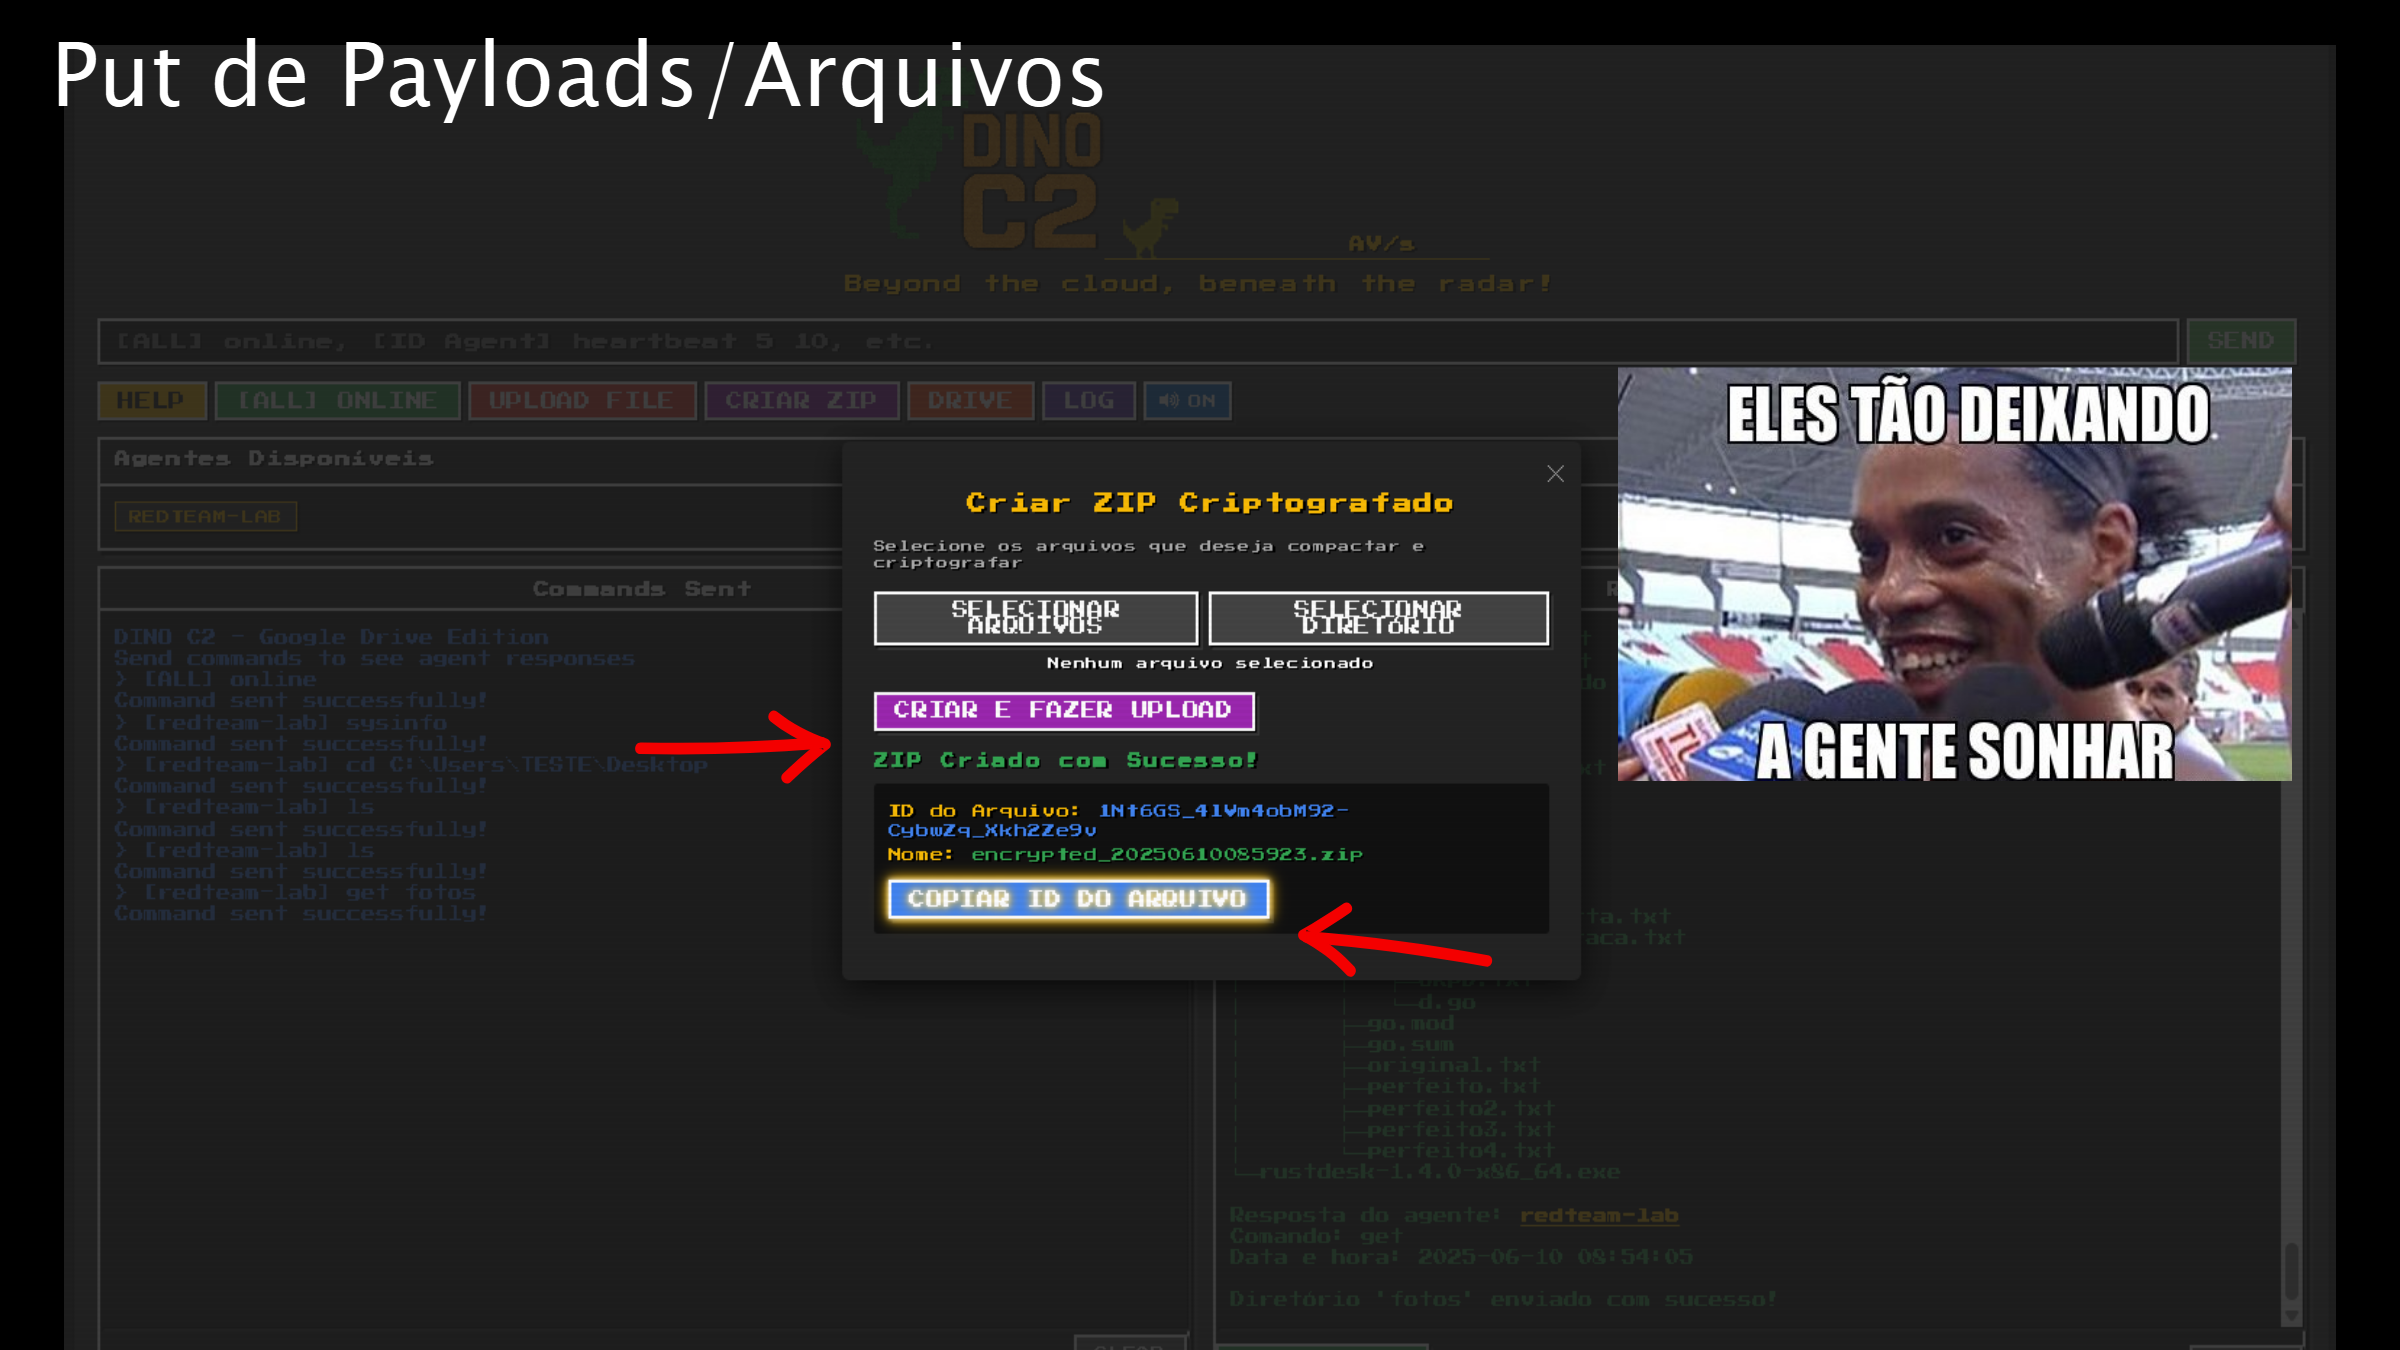 Put de Payloads/Arquivos
DINO
C2
AV/s
Beyond the cloud, beneath the radar!
[ALL] online, [ID Agent] heartbeat 5 10, etc.
SEND
HELP
[ALL] ONLINE
UPLOAD FILE
CRIAR ZIP
DRIVE
LOG
ON
Agentes Disponíveis
REDTEAM-LAB
Commands Sent
DINO C2 - Google Drive Edition
Send commands to see agent responses
> [ALL] online
Command sent successfully!
> [redteam-lab] sysinfo
Command sent successfully!
> [redteam-lab] cd C:\Users\TESTE\Desktop
Command sent successfully!
> [redteam-lab] ls
Command sent successfully!
> [redteam-lab] ls
Command sent successfully!
> [redteam-lab] get fotos
Command sent successfully!
Criar ZIP Criptografado
Selecione os arquivos que deseja compactar e
criptografar
SELECIONAR
ARQUIVOS
SELECIONAR
DIRETóRIO
Nenhum arquivo selecionado
CRIAR E FAZER UPLOAD
ZIP Criado com Sucesso!
ID do Arquivo: 1Nt6GS_4lVm4obM92-
CybwZq_Xkh2Ze9v
Nome: encrypted_20250610085923.zip
COPIAR ID DO ARQUIVO
ELES TÃO DEIXANDO
A GENTE SONHAR
ta.txt
aca.txt
d.go
go.mod
go.sum
original.txt
perfeito.txt
perfeito2.txt
perfeito3.txt
perfeito4.txt
rustdesk-1.4.0-x86_64.exe
Resposta do agente: redteam-lab
Comando: get
Data e hora: 2025-06-10 08:54:05
Diretório 'fotos' enviado com sucesso!